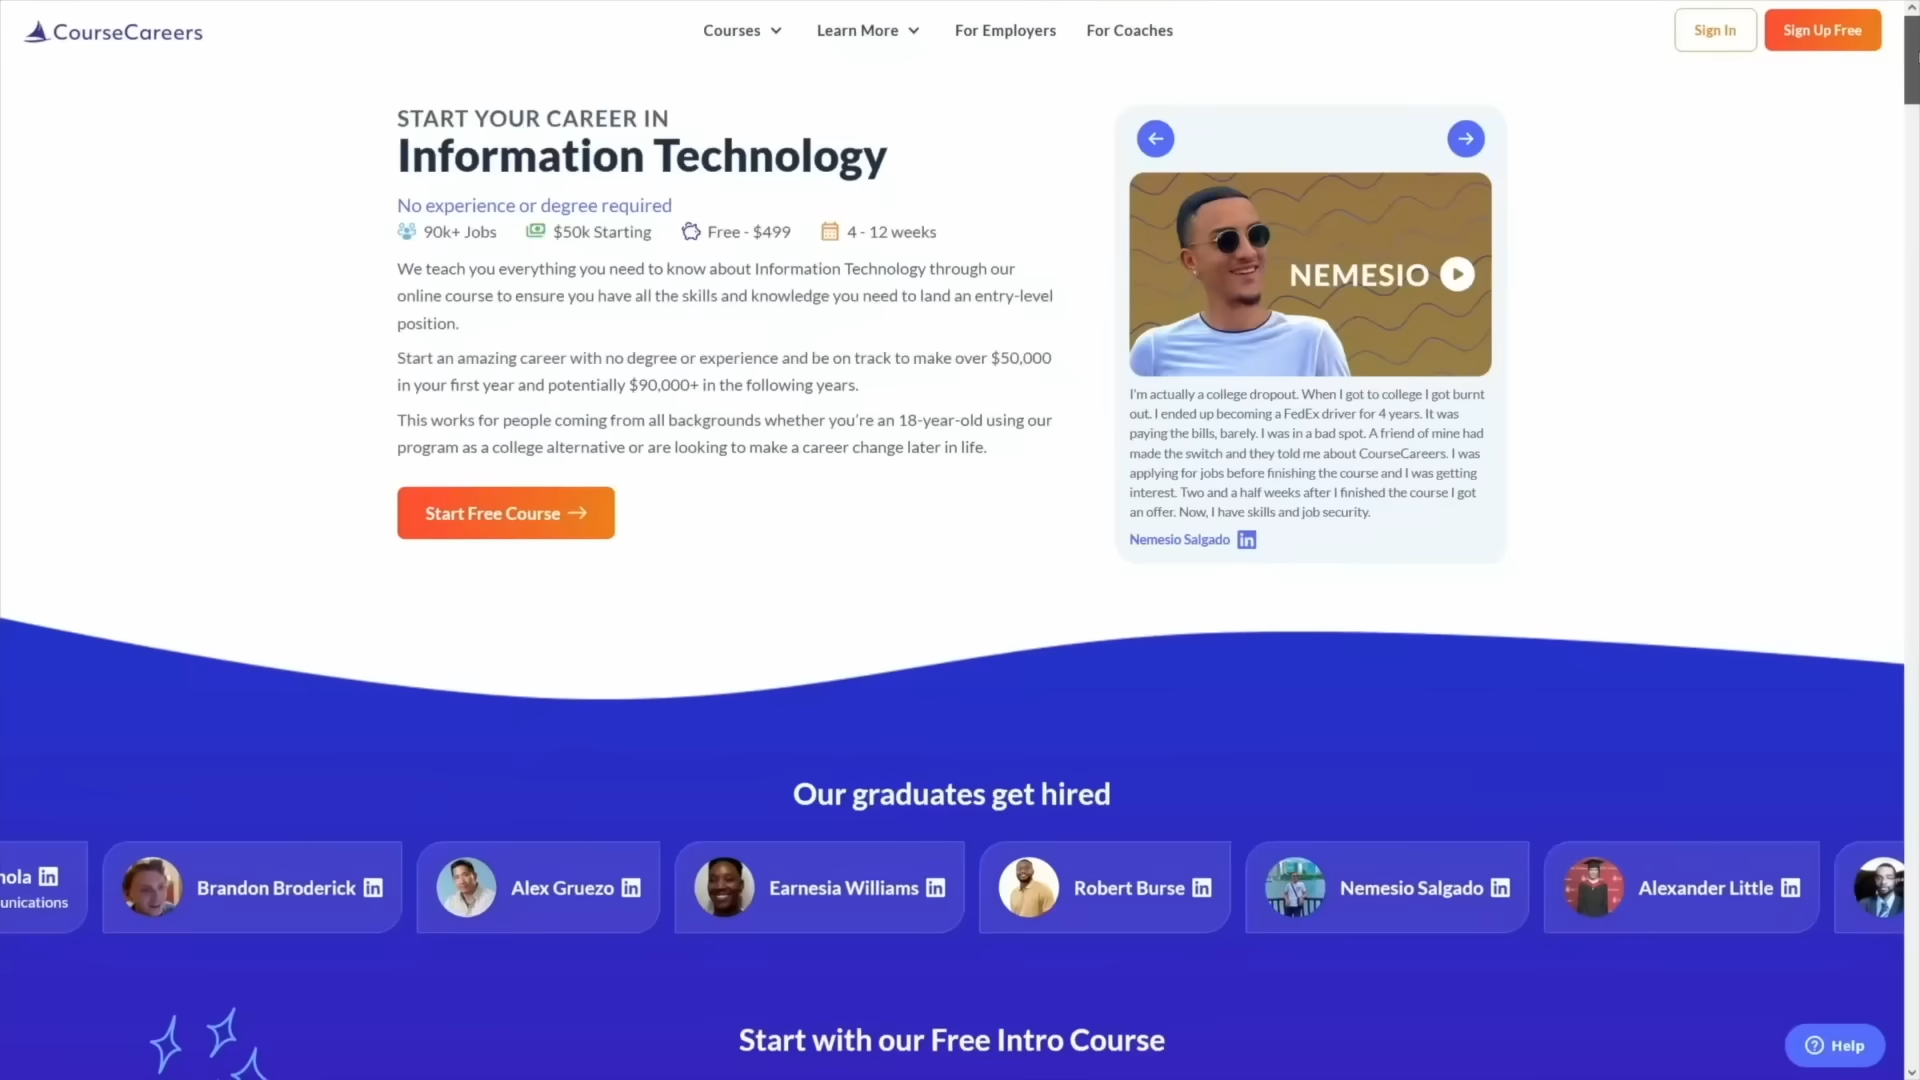 CourseCareers
Courses
Learn More
For Employers
For Coaches
Sign In
Sign Up Free
START YOUR CAREER IN
Information Technology
No experience or degree required
90k+ Jobs
$50k Starting
Free - $499
4 - 12 weeks
We teach you everything you need to know about Information Technology through our
online course to ensure you have all the skills and knowledge you need to land an entry-level
position.
Start an amazing career with no degree or experience and be on track to make over $50,000
in your first year and potentially $90,000+ in the following years.
This works for people coming from all backgrounds whether you're an 18-year-old using our
program as a college alternative or are looking to make a career change later in life.
Start Free Course
NEMESIO
I'm actually a college dropout. When I got to college I got burnt
out. I ended up becoming a FedEx driver for 4 years. It was
paying the bills, barely. I was in a bad spot. A friend of mine had
made the switch and they told me about CourseCareers. I was
applying for jobs before finishing the course and I was getting
interest. Two and a half weeks after I finished the course I got
an offer. Now, I have skills and job security.
Nemesio Salgado in
Our graduates get hired
nola in
unications
Brandon Broderick in
Alex Gruezo in
Earnesia Williams in
Robert Burse in
Nemesio Salgado in
Alexander Little in
Start with our Free Intro Course
Help